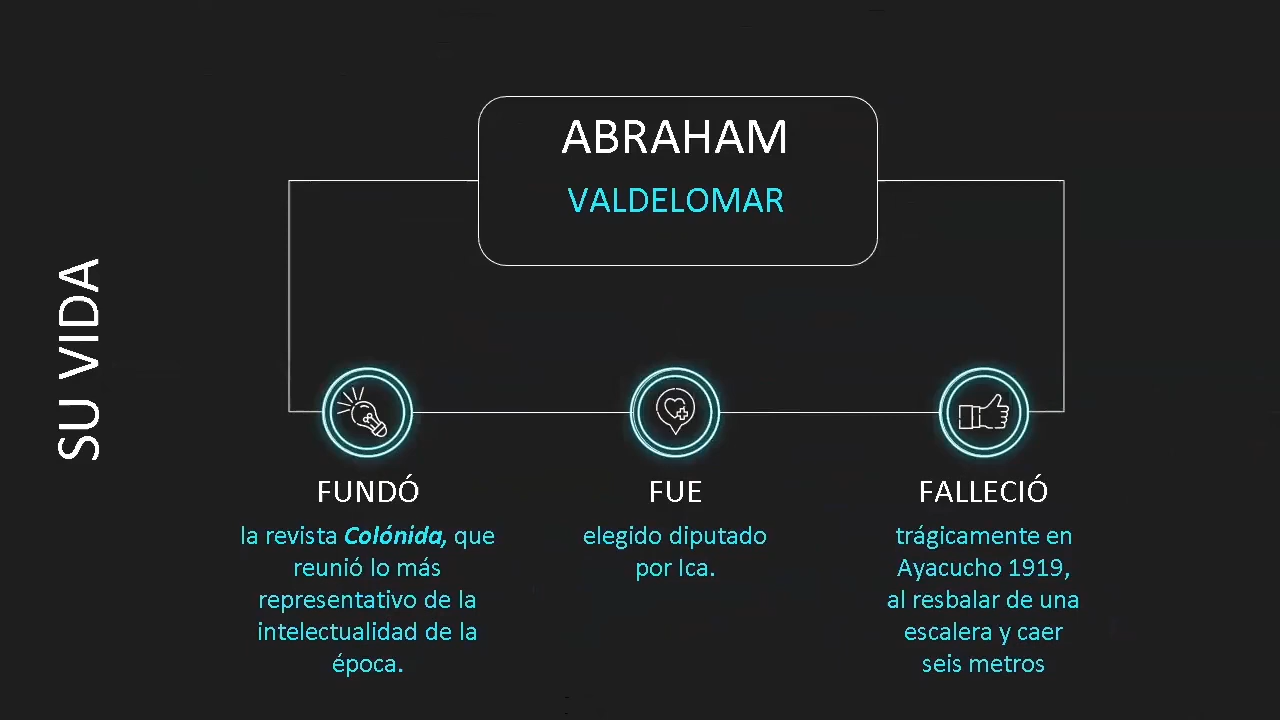 SU VIDA
ABRAHAM
VALDELOMAR
FUNDÓ
la revista Colónida, que
reunió lo más
representativo de la
intelectualidad de la
época.
FUE
elegido diputado
por Ica.
FALLECIÓ
trágicamente en
Ayacucho 1919,
al resbalar de una
escalera y caer
seis metros